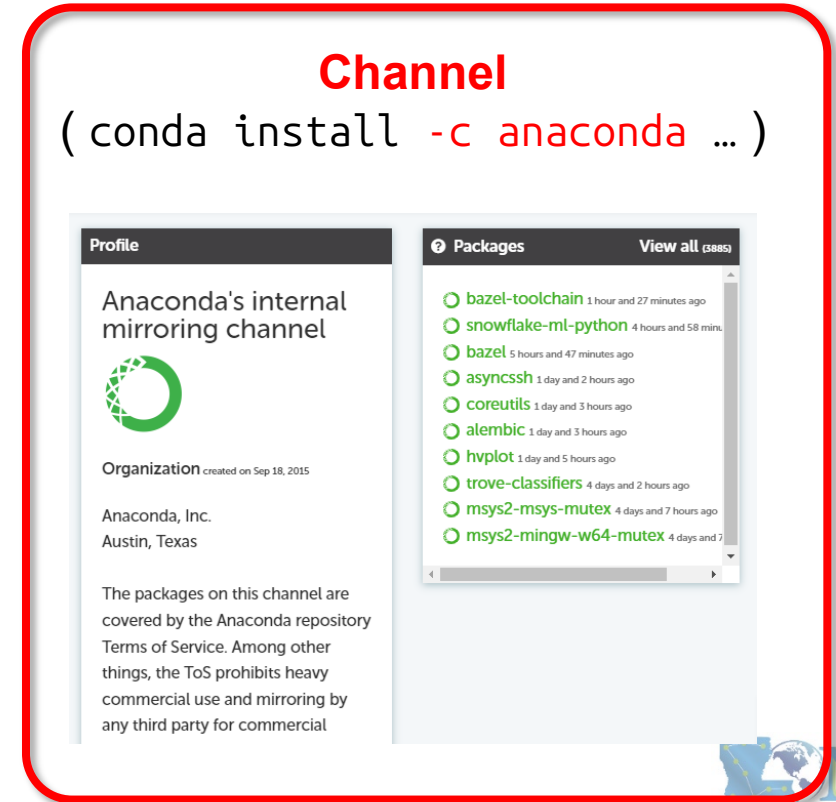 Channel
( conda install -c anaconda … )
Profile
Anaconda's internal
mirroring channel
Organization created on Sep 18, 2015
Anaconda, Inc.
Austin, Texas
The packages on this channel are
covered by the Anaconda repository
Terms of Service. Among other
things, the ToS prohibits heavy
commercial use and mirroring by
any third party for commercial
? Packages View all (3885)
bazel-toolchain 1 hour and 27 minutes ago
snowflake-ml-python 4 hours and 58 minu
bazel 5 hours and 47 minutes ago
asyncssh 1 day and 2 hours ago
coreutils 1 day and 3 hours ago
alembic 1 day and 3 hours ago
hvplot 1 day and 5 hours ago
trove-classifiers 4 days and 2 hours ago
msys2-msys-mutex 4 days and 7 hours ago
msys2-mingw-w64-mutex 4 days and 7